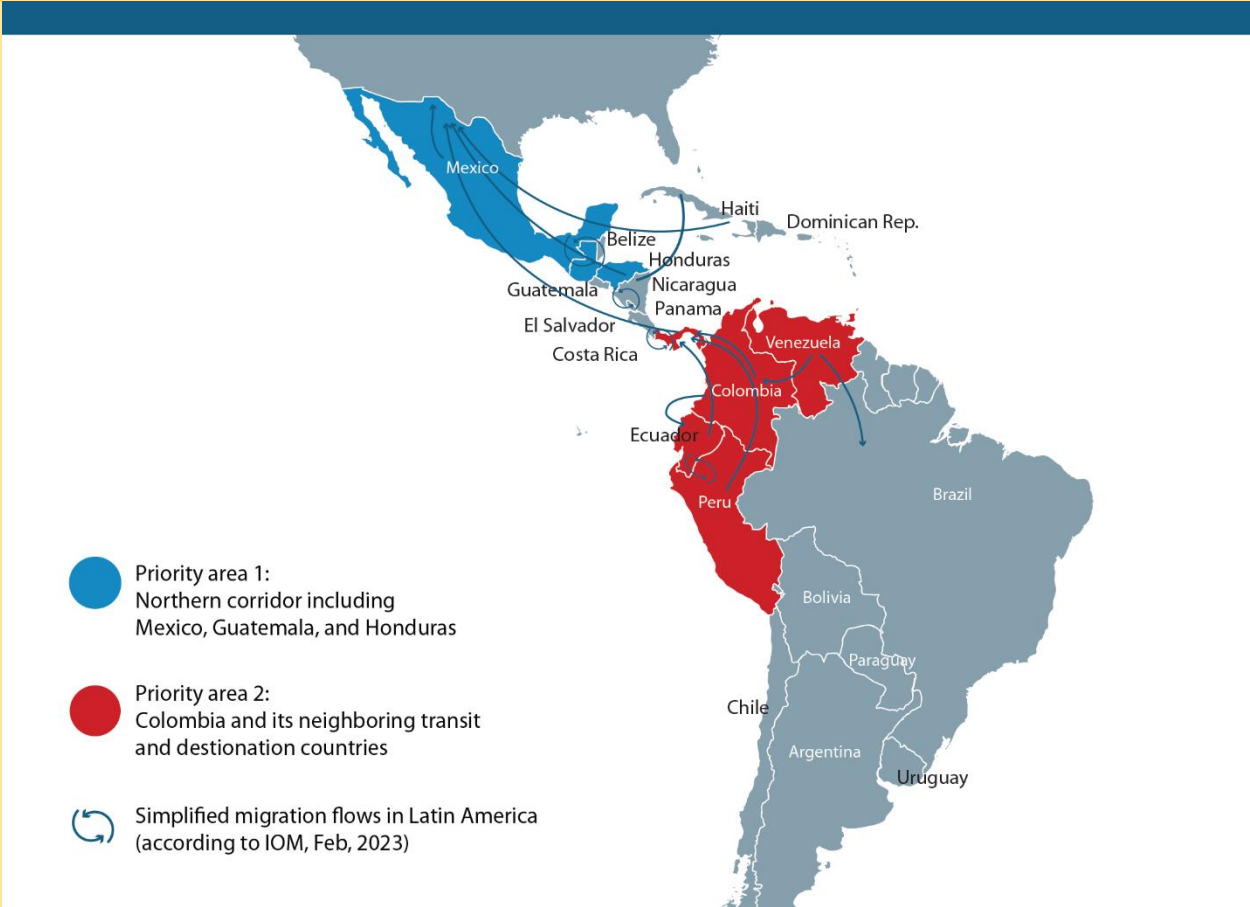 Mexico
Haiti
Dominican Rep.
Belize
Honduras
Guatemala
Nicaragua
Panama
El Salvador
Costa Rica
Venezuela
Colombia
Ecuador
Peru
Brazil
Bolivia
Paraguay
Chile
Argentina
Uruguay
Priority area 1:
Northern corridor including
Mexico, Guatemala, and Honduras
Priority area 2:
Colombia and its neighboring transit
and destionation countries
Simplified migration flows in Latin America
(according to IOM, Feb, 2023)